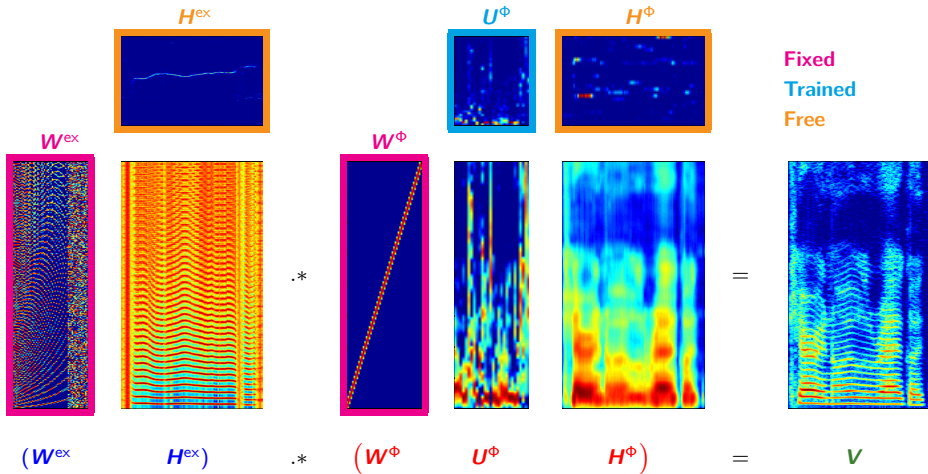 H^ex U^Φ H^Φ
Fixed
Trained
Free
W^ex W^Φ
.* =
(W^ex H^ex) .* (W^Φ U^Φ H^Φ) = V